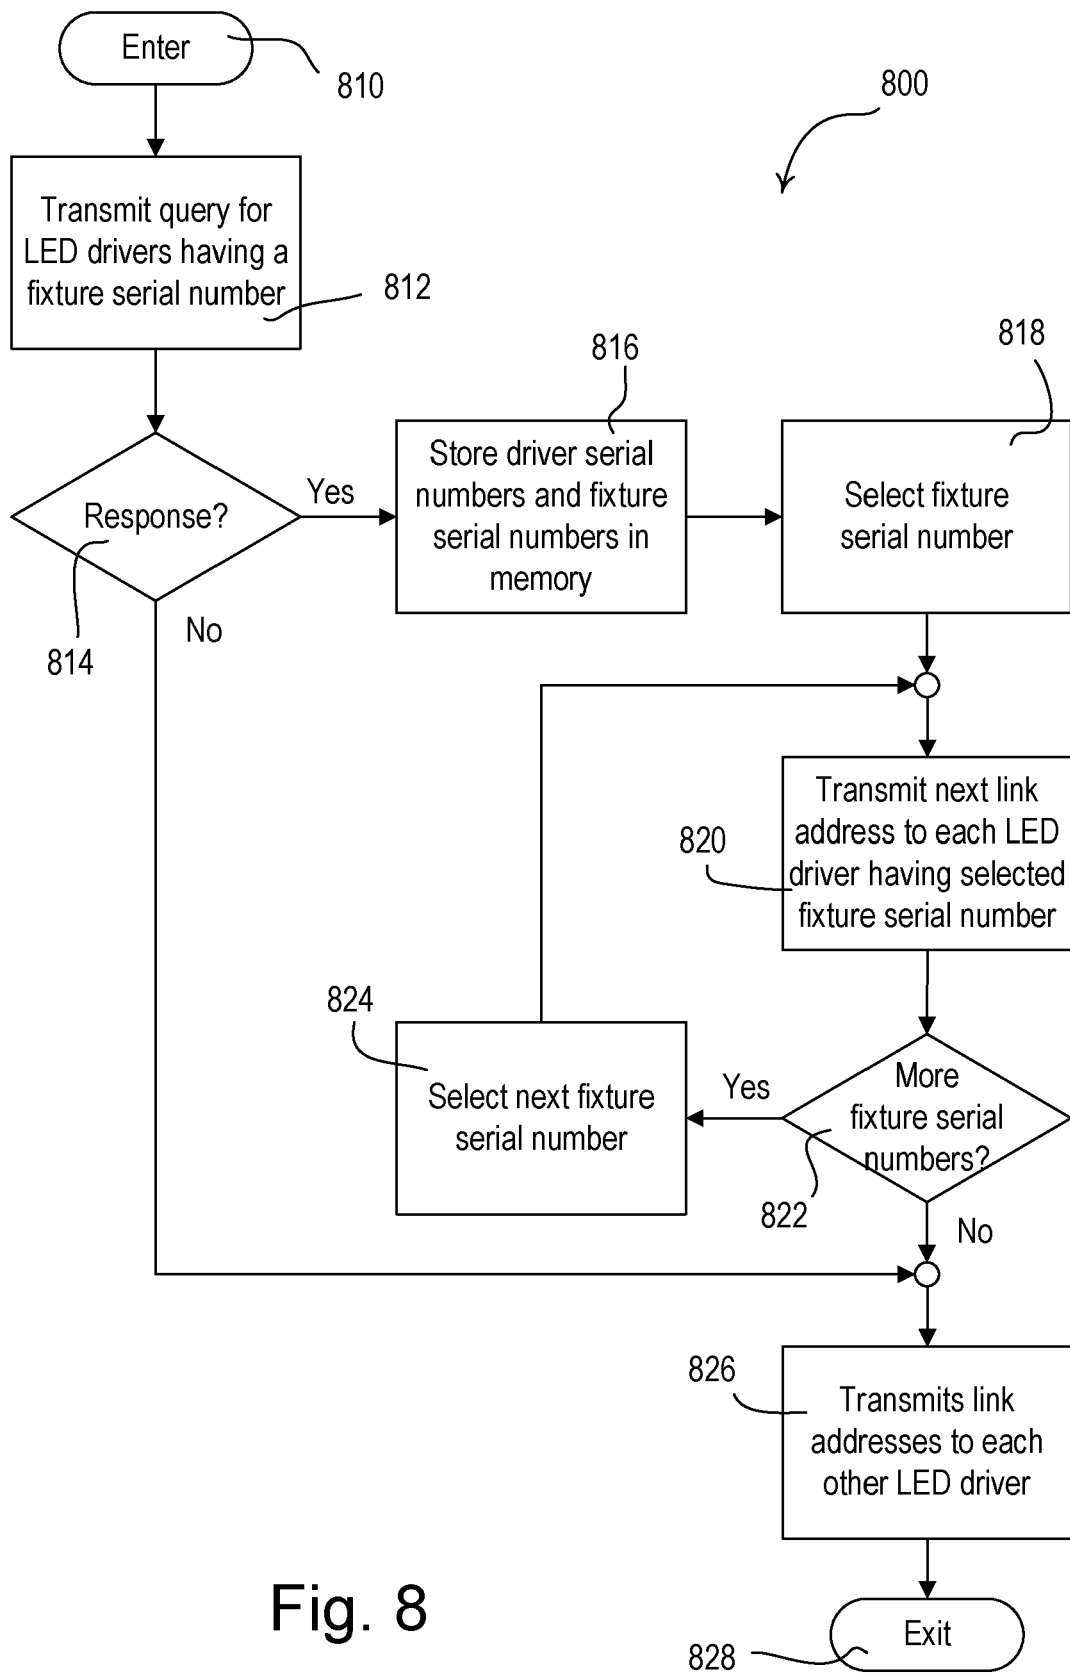 Enter
810
800
Transmit query for
LED drivers having a
fixture serial number
812
816
818
Store driver serial
numbers and fixture
serial numbers in
memory
Select fixture
serial number
Response?
Yes
No
814
Transmit next link
address to each LED
driver having selected
fixture serial number
820
824
Select next fixture
serial number
Yes
More
fixture serial
numbers?
822
No
826
Transmits link
addresses to each
other LED driver
Fig. 8
Exit
828